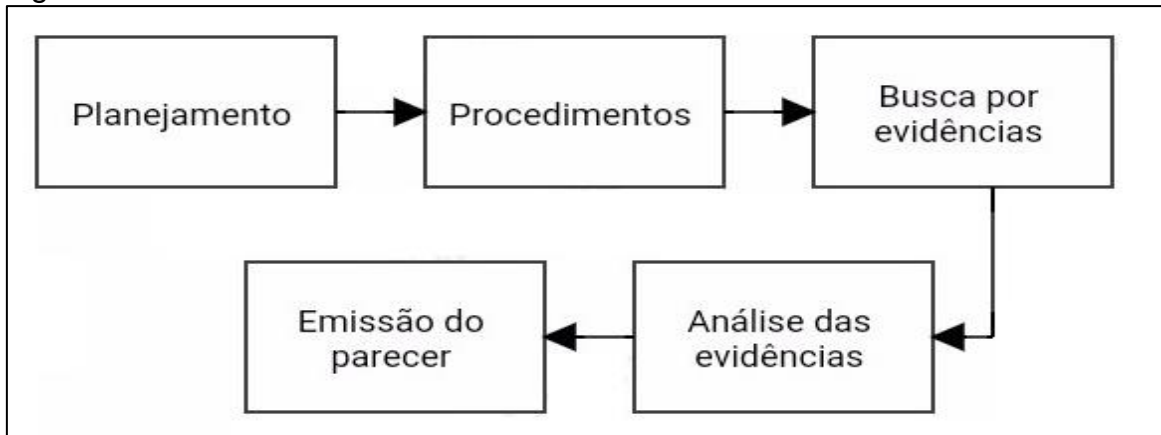 Planejamento
Procedimentos
Busca por
evidências
Análise das
evidências
Emissão do
parecer